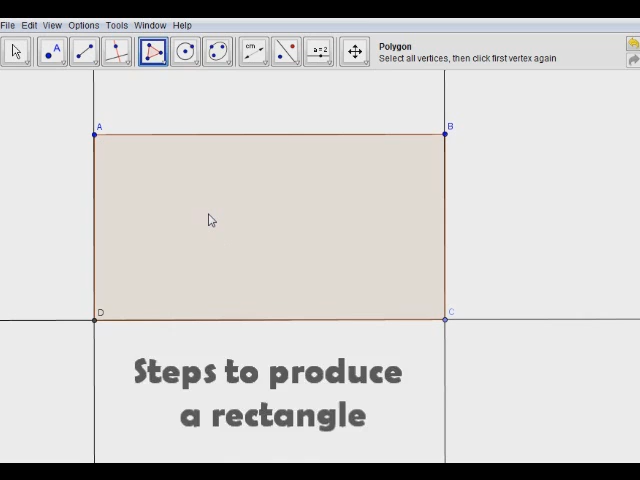 File Edit View Options Tools Window Help
A cm a = 2 Polygon
Select all vertices, then click first vertex again
A B
D C
Steps to produce
a rectangle